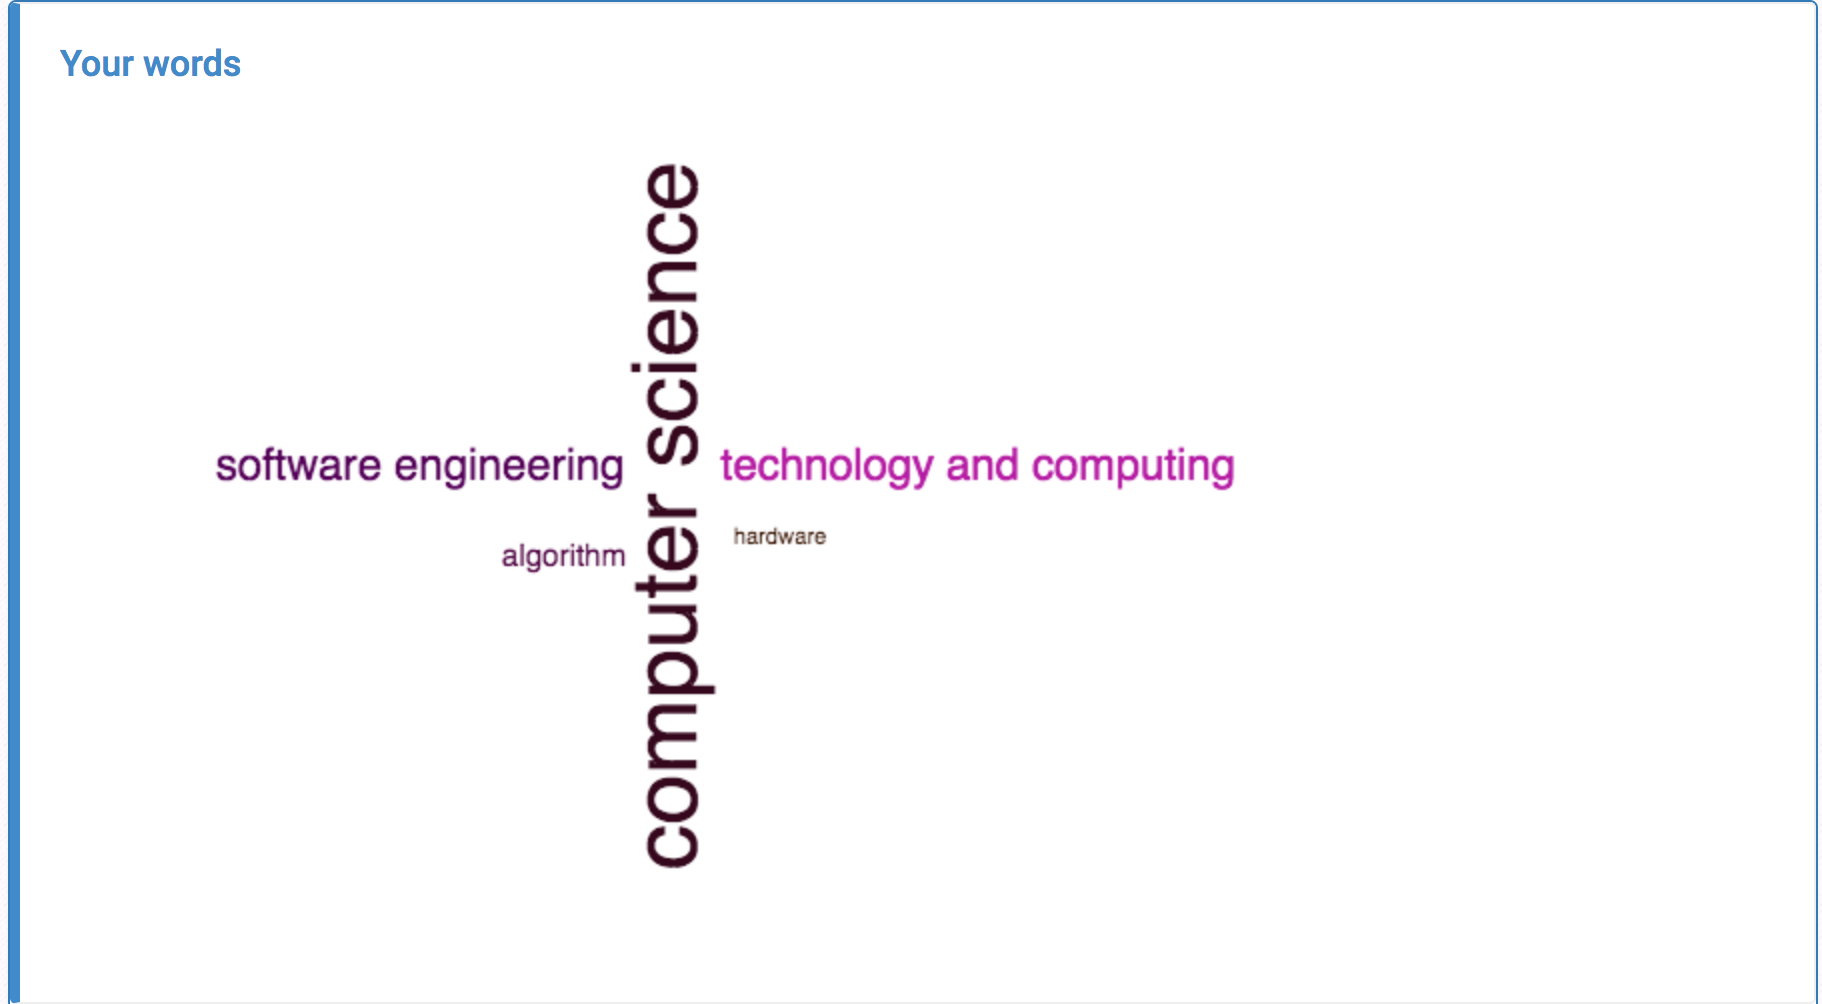 Your words
computer science
software engineering
technology and computing
algorithm
hardware